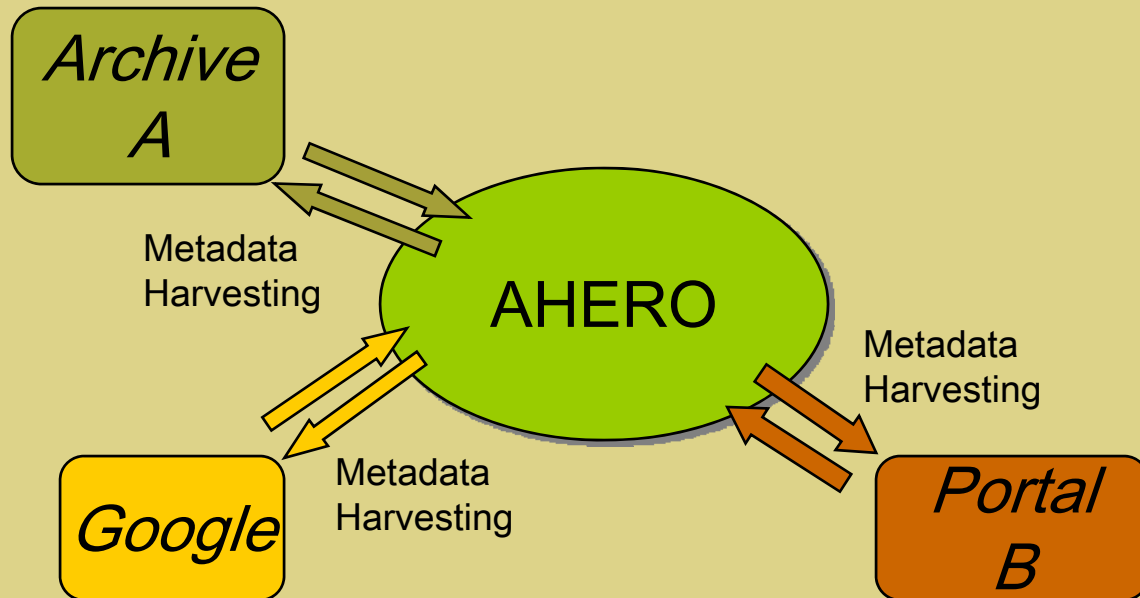 Archive
A
Metadata
Harvesting
AHERO
Metadata
Harvesting
Metadata
Harvesting
Google
Portal
B